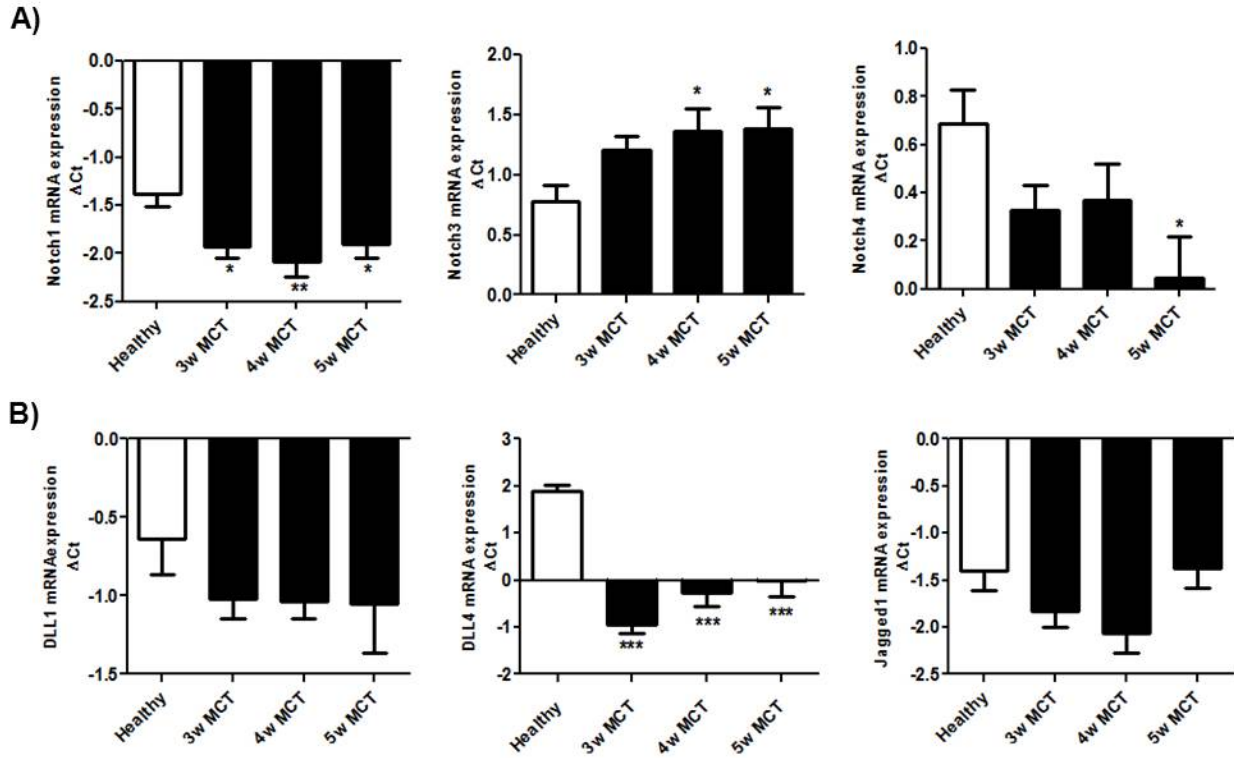 A)
Notch1 mRNA expression
ΔCt
0.0
-0.5
-1.0
-1.5
-2.0
-2.5
*
**
*
Healthy
3w MCT
4w MCT
5w MCT
Notch3 mRNA expression
ΔCt
2.0
1.5
1.0
0.5
0.0
*
*
Healthy
3w MCT
4w MCT
5w MCT
Notch4 mRNA expression
ΔCt
1.0
0.8
0.6
0.4
0.2
0.0
*
Healthy
3w MCT
4w MCT
5w MCT
B)
DLL1 mRNAexpression
ΔCt
0.0
-0.5
-1.0
-1.5
Healthy
3w MCT
4w MCT
5w MCT
DLL4 mRNA expression
ΔCt
3
2
1
0
-1
-2
***
***
***
Healthy
3w MCT
4w MCT
5w MCT
Jagged1 mRNA expression
ΔCt
0.0
-0.5
-1.0
-1.5
-2.0
-2.5
Healthy
3w MCT
4w MCT
5w MCT